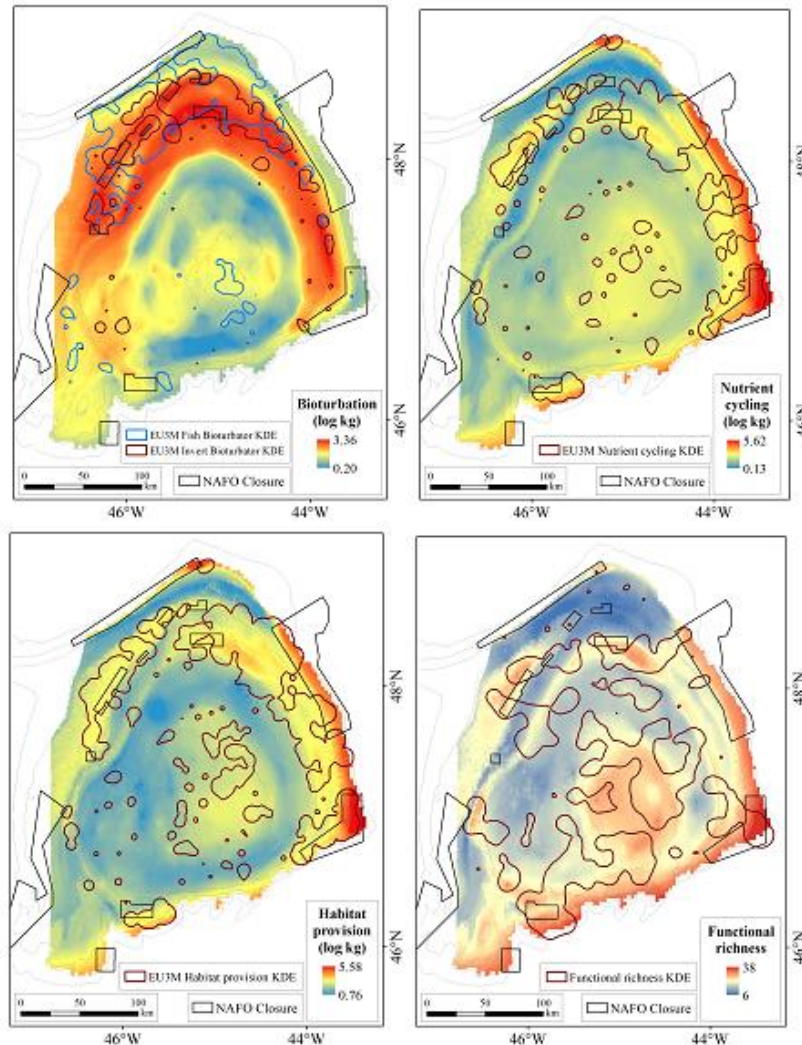 48°N
46°N
Bioturbation
(log kg)
3.36
0.20
EU3M Fish Bioturbator KDE
EU3M Invert Bioturbator KDE
NAFO Closure
0 50 100
km
46°W 44°W
48°N
46°N
Nutrient
cycling
(log kg)
5.62
0.13
EU3M Nutrient cycling KDE
NAFO Closure
0 50 100
km
46°W 44°W
48°N
46°N
Habitat
provision
(log kg)
5.58
0.76
EU3M Habitat provision KDE
NAFO Closure
0 50 100
km
46°W 44°W
48°N
46°N
Functional
richness
38
6
Functional richness KDE
NAFO Closure
0 50 100
km
46°W 44°W